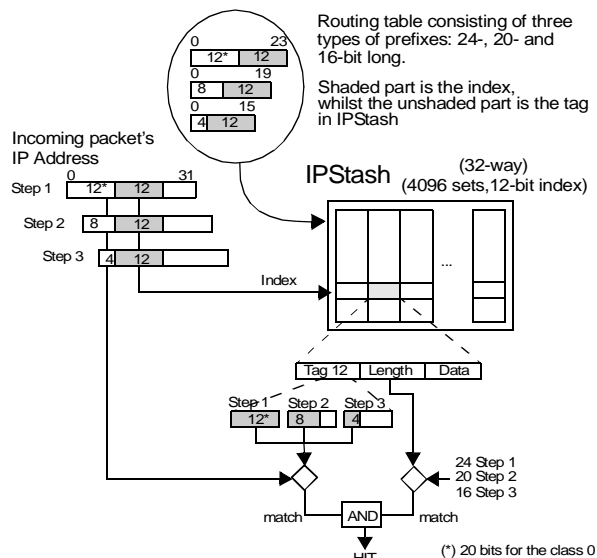 Routing table consisting of three
types of prefixes: 24-, 20- and
16-bit long.
Shaded part is the index,
whilst the unshaded part is the tag
in IPStash
0 23
12* 12
0 19
8 12
0 15
4 12
Incoming packet's
IP Address
0 31
Step 1 12* 12
Step 2 8 12
Step 3 4 12
IPStash
(32-way)
(4096 sets,12-bit index)
...
Index
Tag 12 Length Data
Step 1 Step 2 Step 3
12* 8 4
24 Step 1
20 Step 2
16 Step 3
match AND match
HIT
(*) 20 bits for the class 0